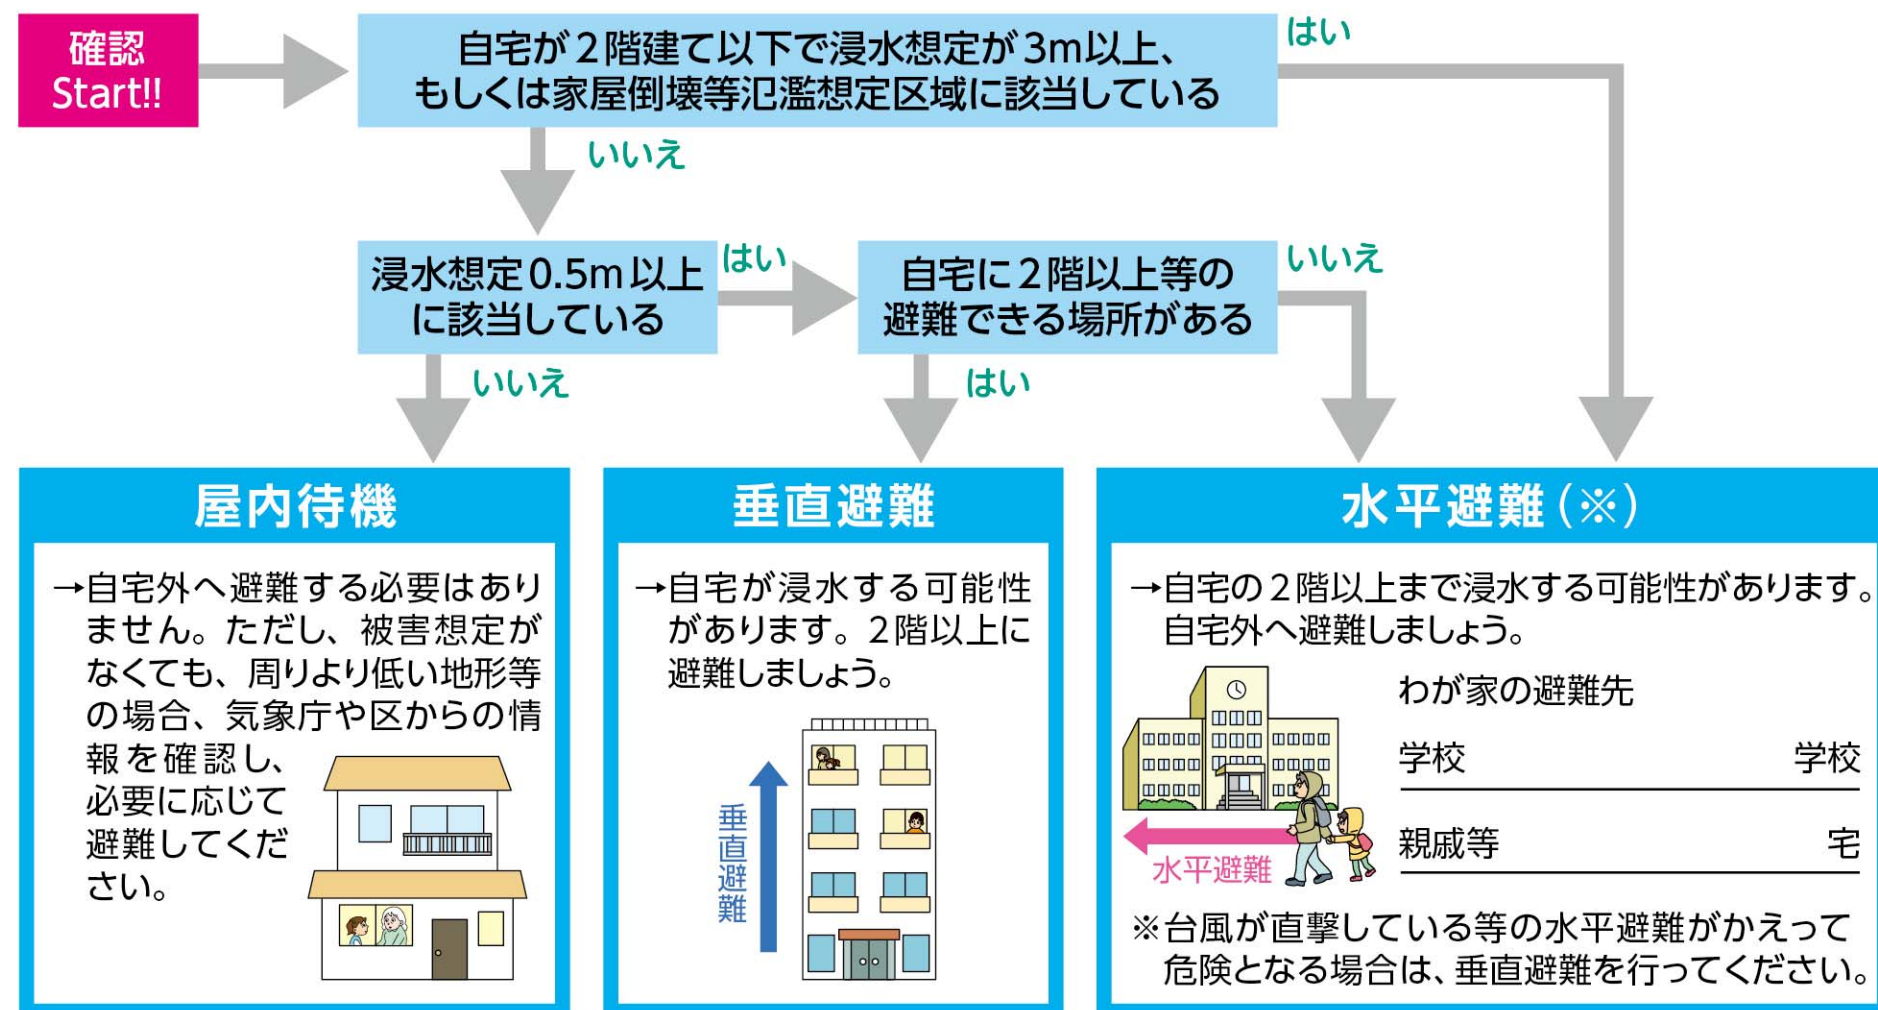 確認
Start!!
自宅が2階建て以下で浸水想定が3m以上、
もしくは家屋倒壊等氾濫想定区域に該当している
はい
いいえ
浸水想定0.5m以上
に該当している
はい
自宅に2階以上等の
避難できる場所がある
いいえ
いいえ
はい
屋内待機
→自宅外へ避難する必要はあり
ません。ただし、被害想定が
なくても、周りより低い地形等
の場合、気象庁や区からの情
報を確認し、
必要に応じて
避難してくだ
さい。
垂直避難
→自宅が浸水する可能性
があります。2階以上に
避難しましょう。
垂直避難
水平避難(※)
→自宅の2階以上まで浸水する可能性があります。
自宅外へ避難しましょう。
わが家の避難先
学校 学校
親戚等 宅
水平避難
※台風が直撃している等の水平避難がかえって
危険となる場合は、垂直避難を行ってください。